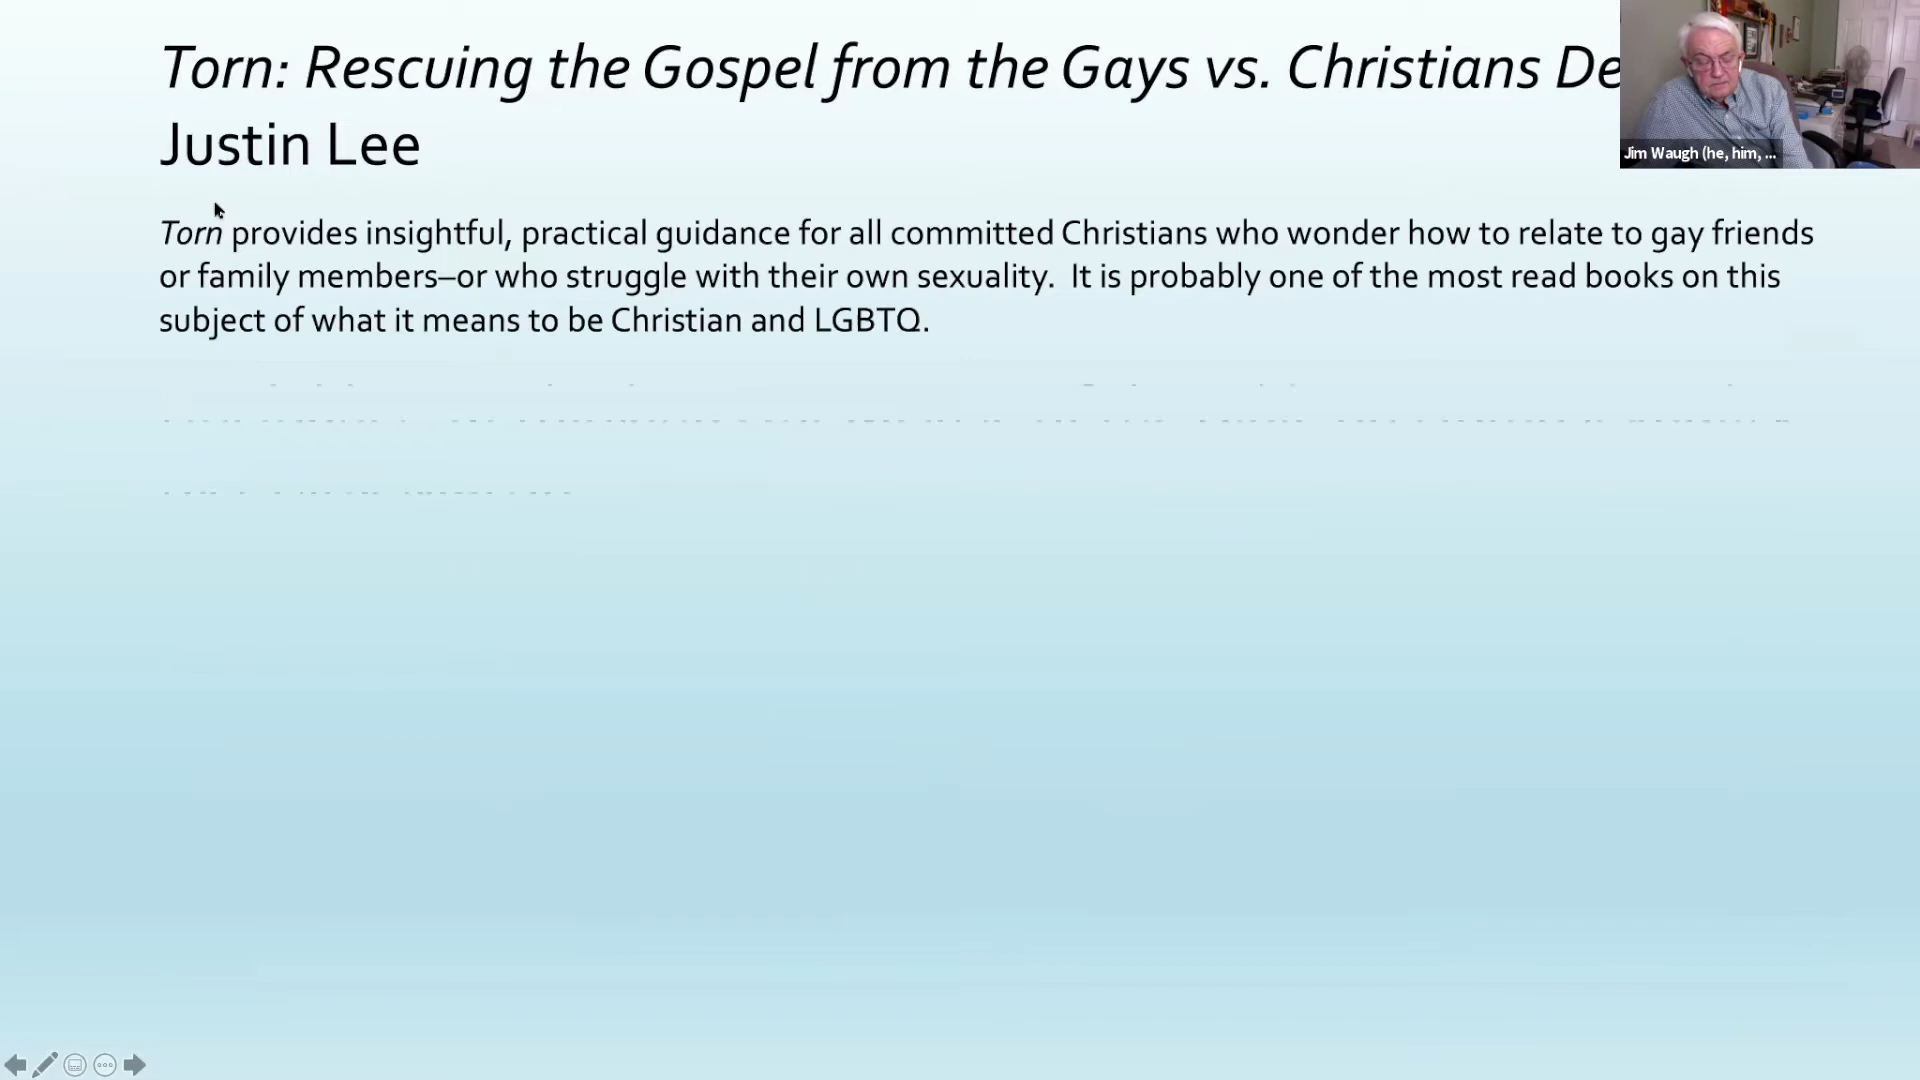 Torn: Rescuing the Gospel from the Gays vs. Christians De
Justin Lee
Jim Waugh (he, him, ...
Torn provides insightful, practical guidance for all committed Christians who wonder how to relate to gay friends
or family members–or who struggle with their own sexuality.  It is probably one of the most read books on this
subject of what it means to be Christian and LGBTQ.